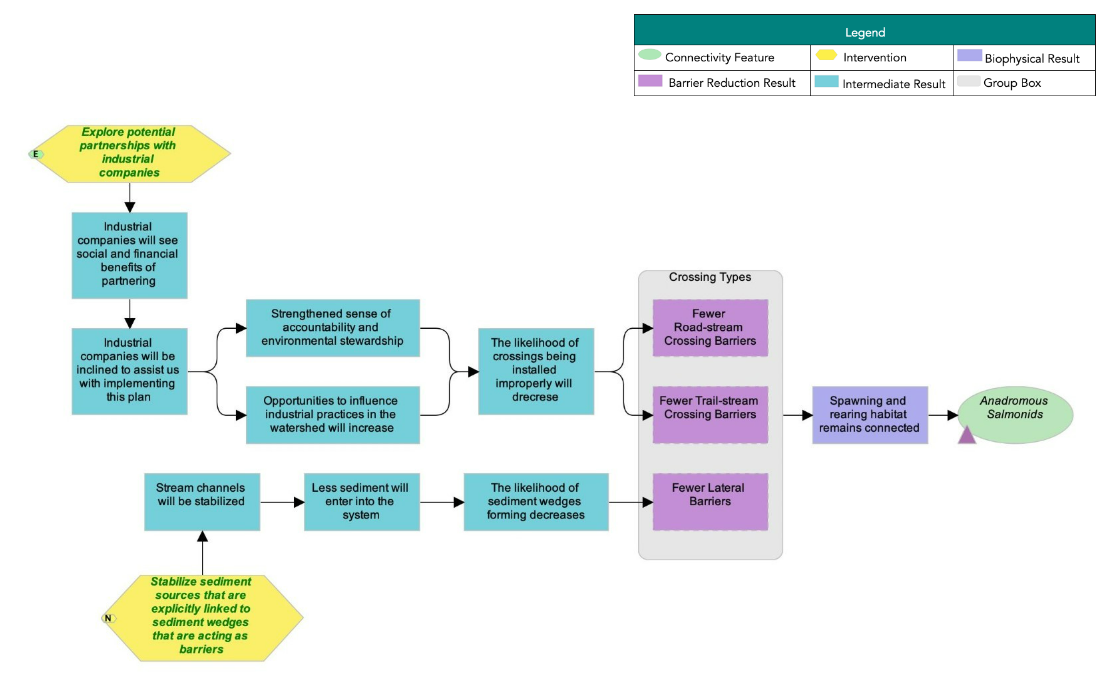 Legend
Connectivity Feature
Intervention
Biophysical Result
Barrier Reduction Result
Intermediate Result
Group Box
Explore potential
partnerships with
industrial
companies
E
Industrial
companies will see
social and financial
benefits of
partnering
Industrial
companies will be
inclined to assist us
with implementing
this plan
Strengthened sense of
accountability and
environmental stewardship
Opportunities to influence
industrial practices in the
watershed will increase
The likelihood of
crossings being
installed
improperly will
drecrese
Crossing Types
Fewer
Road-stream
Crossing Barriers
Fewer Trail-stream
Crossing Barriers
Fewer Lateral
Barriers
Spawning and
rearing habitat
remains connected
Anadromous
Salmonids
Stream channels
will be stabilized
Less sediment will
enter into the
system
The likelihood of
sediment wedges
forming decreases
Stabilize sediment
sources that are
explicitly linked to
sediment wedges
that are acting as
barriers
N